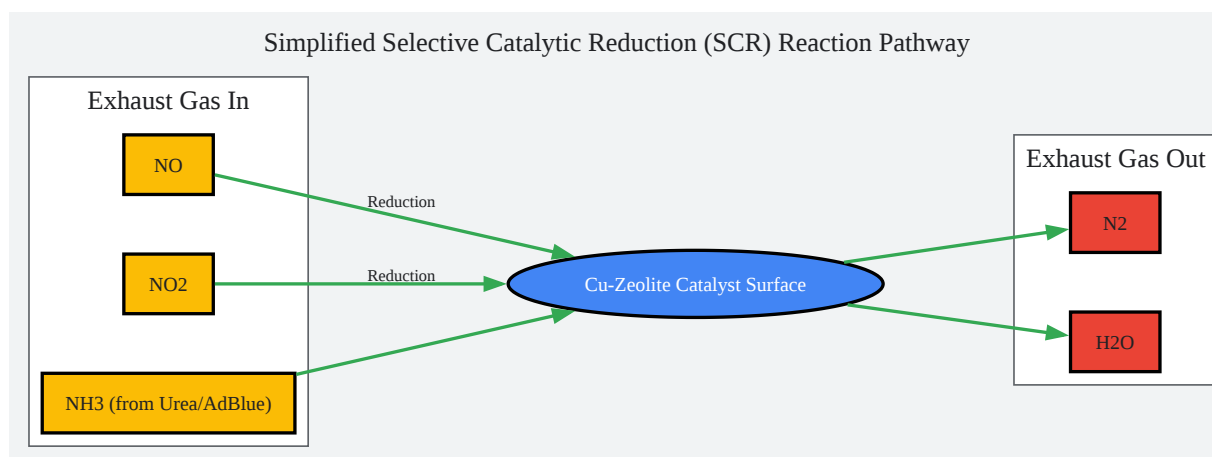 Simplified Selective Catalytic Reduction (SCR) Reaction Pathway
Exhaust Gas In
NO
Reduction
NO2
Reduction
NH3 (from Urea/AdBlue)
Cu-Zeolite Catalyst Surface
Exhaust Gas Out
N2
H2O